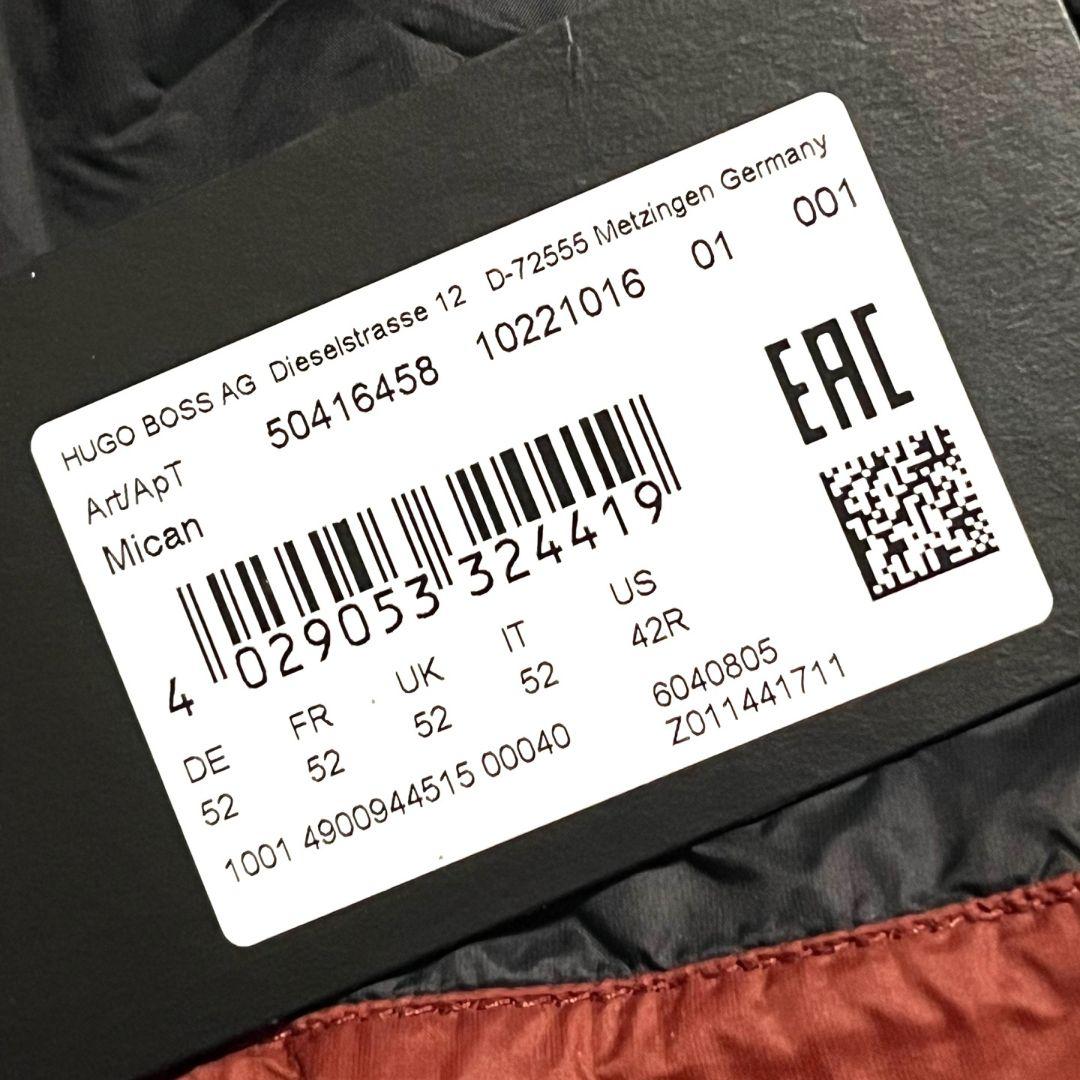 HUGO BOSS AG Dieselstrasse 12 D-72555 Metzingen Germany
Art/ApT 50416458 10221016 01 001
Mican
EAC
4 029053 324419
DE FR UK IT US
52 52 52 52 42R
1001 4900944515 00040 6040805
Z011441711